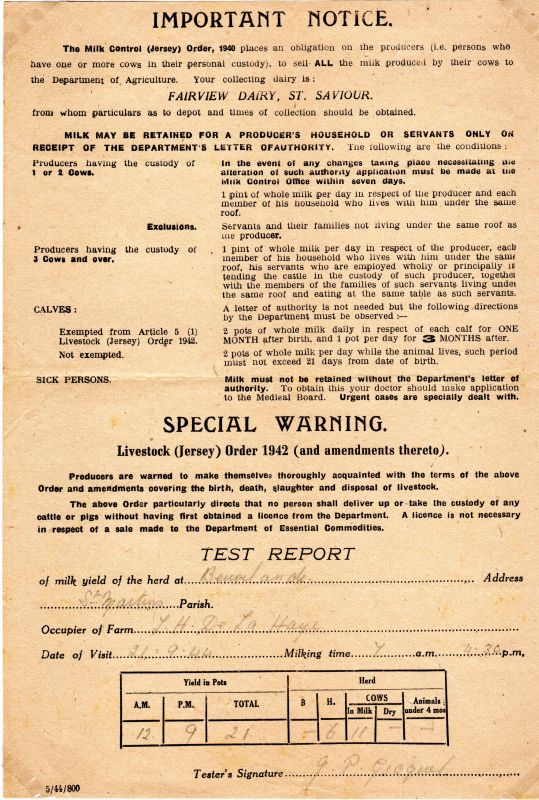 IMPORTANT NOTICE.
The Milk Control (Jersey) Order, 1940 places an obligation on the producers (i.e. persons who
have one or more cows in their personal custody), to sell ALL the milk produced by their cows to
the Department of Agriculture. Your collecting dairy is :
FAIRVIEW DAIRY, ST. SAVIOUR.
from whom particulars as to depot and times of collection should be obtained.
MILK MAY BE RETAINED FOR A PRODUCER'S HOUSEHOLD OR SERVANTS ONLY ON
RECEIPT OF THE DEPARTMENT'S LETTER OFAUTHORITY. The following are the conditions :
Producers having the custody of
1 or 2 Cows.
In the event of any changes taking place necessitating the
alteration of such authority application must be made at the
Milk Control Office within seven days.
1 pint of whole milk per day in respect of the producer and each
member of his household who lives with him under the same
roof.
Exclusions.
Servants and their families not living under the same roof as
the producer.
Producers having the custody of
3 Cows and over.
1 pint of whole milk per day in respect of the producer, each
member of his household who lives with him under the same
roof, his servants who are employed wholly or principally in
tending the cattle in the custody of such producer, together
with the members of the families of such servants living under
the same roof and eating at the same table as such servants.
CALVES :
A letter of authority is not needed but the following directions
by the Department must be observed :—
Exempted from Article 5 (1)
Livestock (Jersey) Order 1942.
2 pots of whole milk daily in respect of each calf for ONE
MONTH after birth, and 1 pot per day for 3 MONTHS after.
Not exempted.
2 pots of whole milk per day while the animal lives, such period
must not exceed 21 days from date of birth.
SICK PERSONS.
Milk must not be retained without the Department's letter of
authority. To obtain this your doctor should make application
to the Medical Board. Urgent cases are specially dealt with.
SPECIAL WARNING.
Livestock (Jersey) Order 1942 (and amendments thereto).
Producers are warned to make themselves thoroughly acquainted with the terms of the above
Order and amendments covering the birth, death, slaughter and disposal of livestock.
The above Order particularly directs that no person shall deliver up or take the custody of any
cattle or pigs without having first obtained a licence from the Department. A licence is not necessary
in respect of a sale made to the Department of Essential Commodities.
TEST REPORT
of milk yield of the herd at Address
St Martins Parish.
Occupier of Farm J. H. De La Haye
Date of Visit 21.9.44 Milking time 7 a.m. 4.30 p.m.
Yield in Pots Herd
A.M. P.M. TOTAL B H. COWS Animals under 4 mos
In Milk Dry
12 9 21 — 6 11 — —
Tester's Signature G P
5/44/800